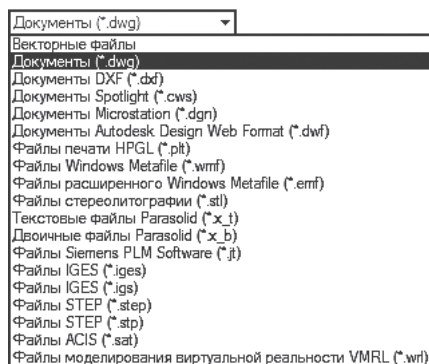 Документы (*.dwg)
Векторные файлы
Документы (*.dwg)
Документы DXF (*.dxf)
Документы Spotlight (*.cws)
Документы Microstation (*.dgn)
Документы Autodesk Design Web Format (*.dwf)
Файлы печати HPGL (*.plt)
Файлы Windows Metafile (*.wmf)
Файлы расширенного Windows Metafile (*.emf)
Файлы стереолитографии (*.stl)
Текстовые файлы Parasolid (*.x_t)
Двоичные файлы Parasolid (*.x_b)
Файлы Siemens PLM Software (*.jt)
Файлы IGES (*.iges)
Файлы IGES (*.igs)
Файлы STEP (*.step)
Файлы STEP (*.stp)
Файлы ACIS (*.sat)
Файлы моделирования виртуальной реальности VMRL (*.wrl)